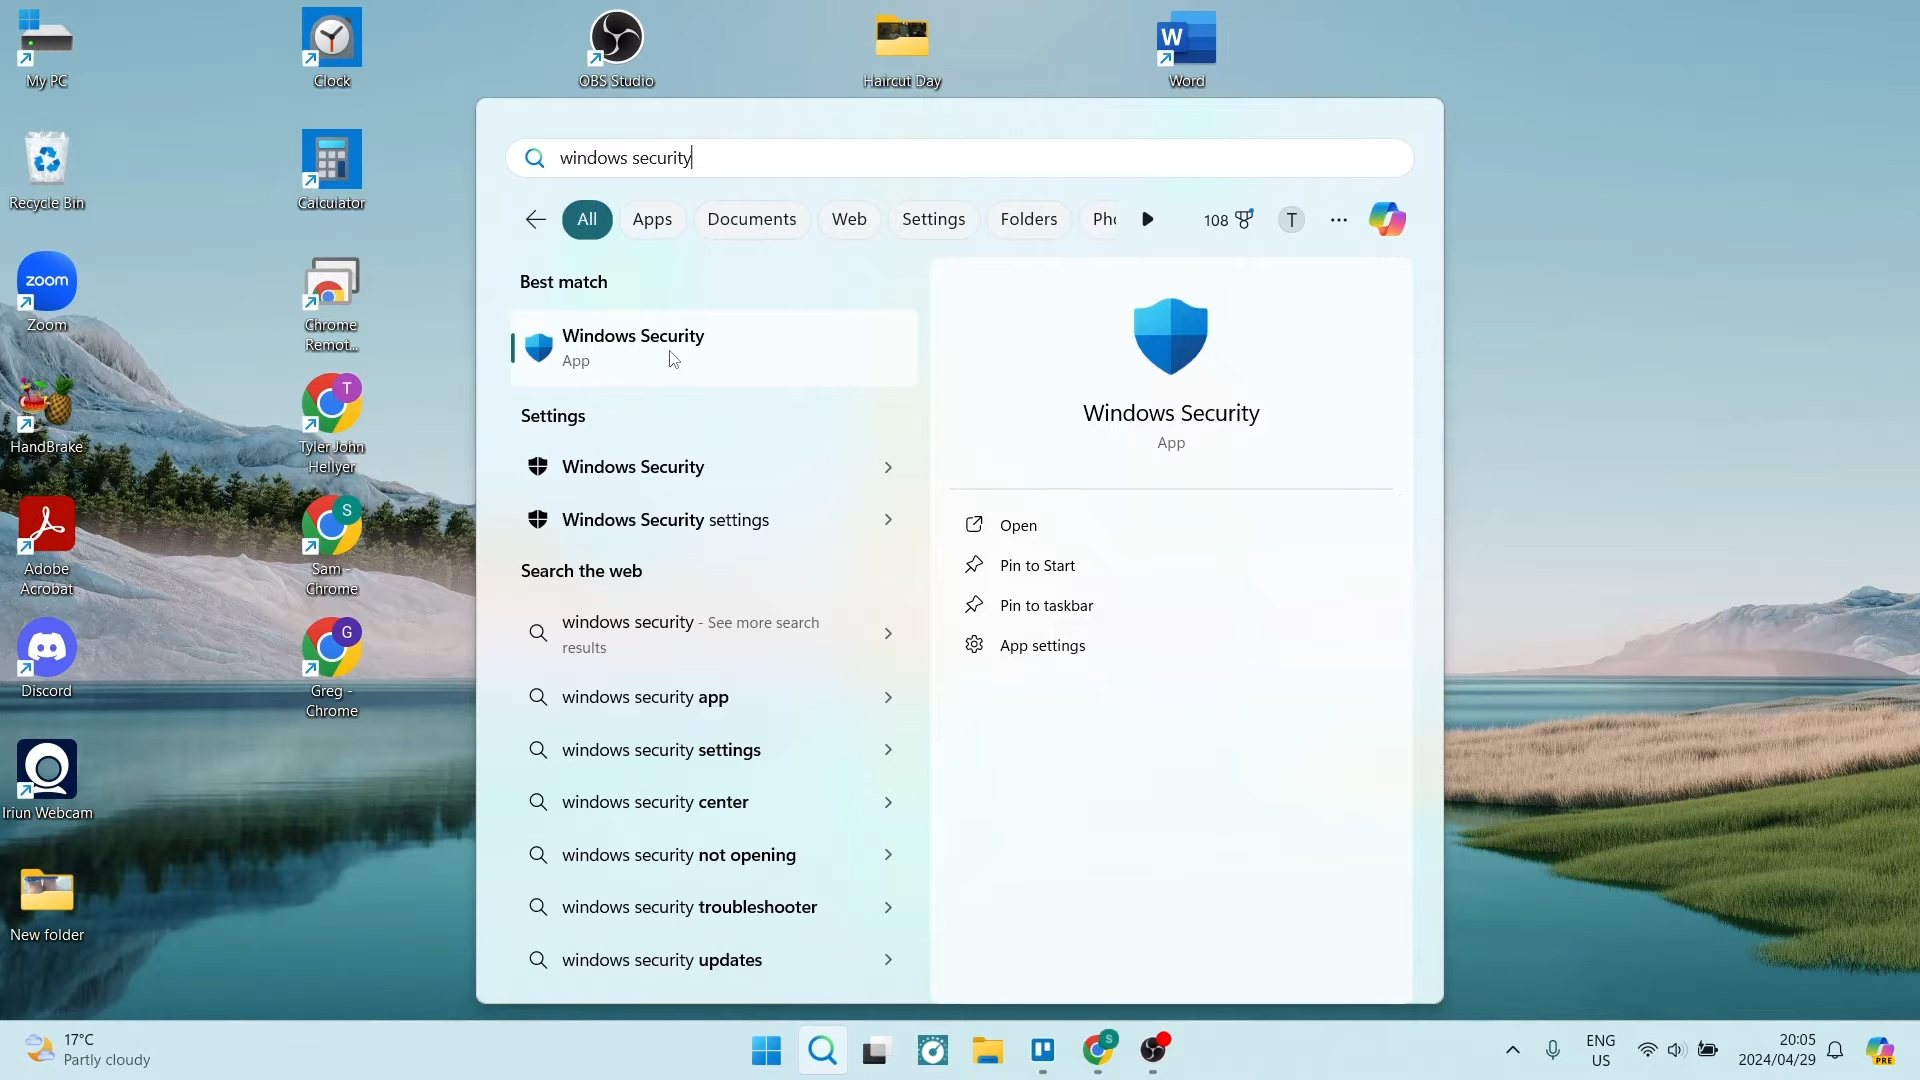 My PC
Clock
OBS Studio
Haircut Day
W
Word
Recycle Bin
Calculator
zoom
Zoom
Chrome
Remot...
HandBrake
T
Tyler John
Hellyer
Adobe
Acrobat
S
Sam -
Chrome
Discord
G
Greg -
Chrome
Iriun Webcam
New folder
windows security
All
Apps
Documents
Web
Settings
Folders
Pho
108
T
Best match
Windows Security
App
Settings
Windows Security
Windows Security settings
Search the web
windows security - See more search
results
windows security app
windows security settings
windows security center
windows security not opening
windows security troubleshooter
windows security updates
Windows Security
App
Open
Pin to Start
Pin to taskbar
App settings
17°C
Partly cloudy
S
ENG
US
20:05
2024/04/29
PRE